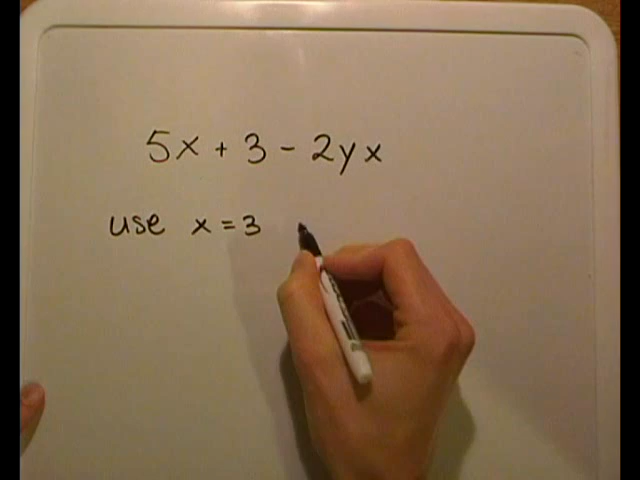 5x + 3 - 2yx
use x = 3